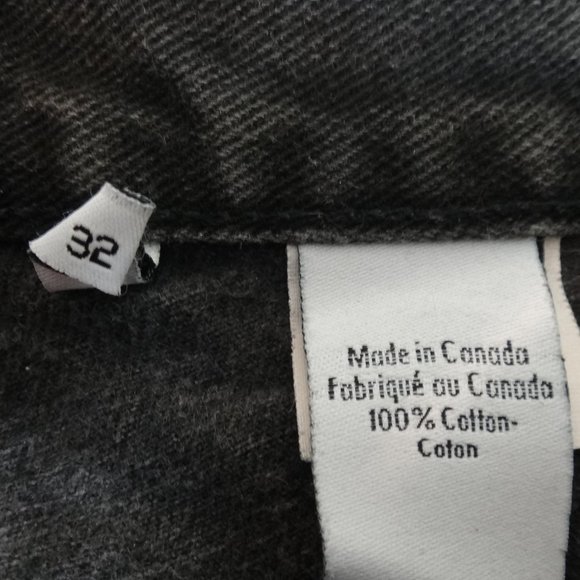 32
Made in Canada
Fabriqué au Canada
100% Cotton-
Coton